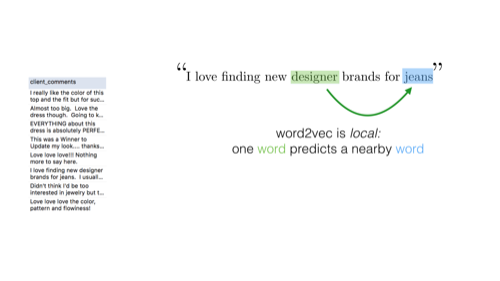 client_comments
I really like the color of this
top and the fit but for suc...
Almost too big. Love the
dress though. Going to k...
EVERYTHING about this
dress is absolutely PERFE...
This was a Winner to
Update my look.... thanks...
Love love love!!! Nothing
more to say here.
I love finding new designer
brands for jeans. I usuall...
Didn't think I'd be too
interested in jewelry but t...
Love love love the color,
pattern and flowiness!
“I love finding new designer brands for jeans”
word2vec is local:
one word predicts a nearby word